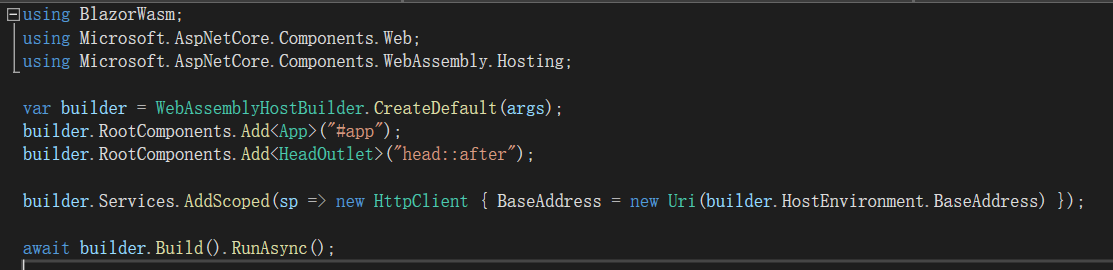 using BlazorWasm;
using Microsoft.AspNetCore.Components.Web;
using Microsoft.AspNetCore.Components.WebAssembly.Hosting;
var builder = WebAssemblyHostBuilder.CreateDefault(args);
builder.RootComponents.Add<App>("#app");
builder.RootComponents.Add<HeadOutlet>("head::after");
builder.Services.AddScoped(sp => new HttpClient { BaseAddress = new Uri(builder.HostEnvironment.BaseAddress) });
await builder.Build().RunAsync();